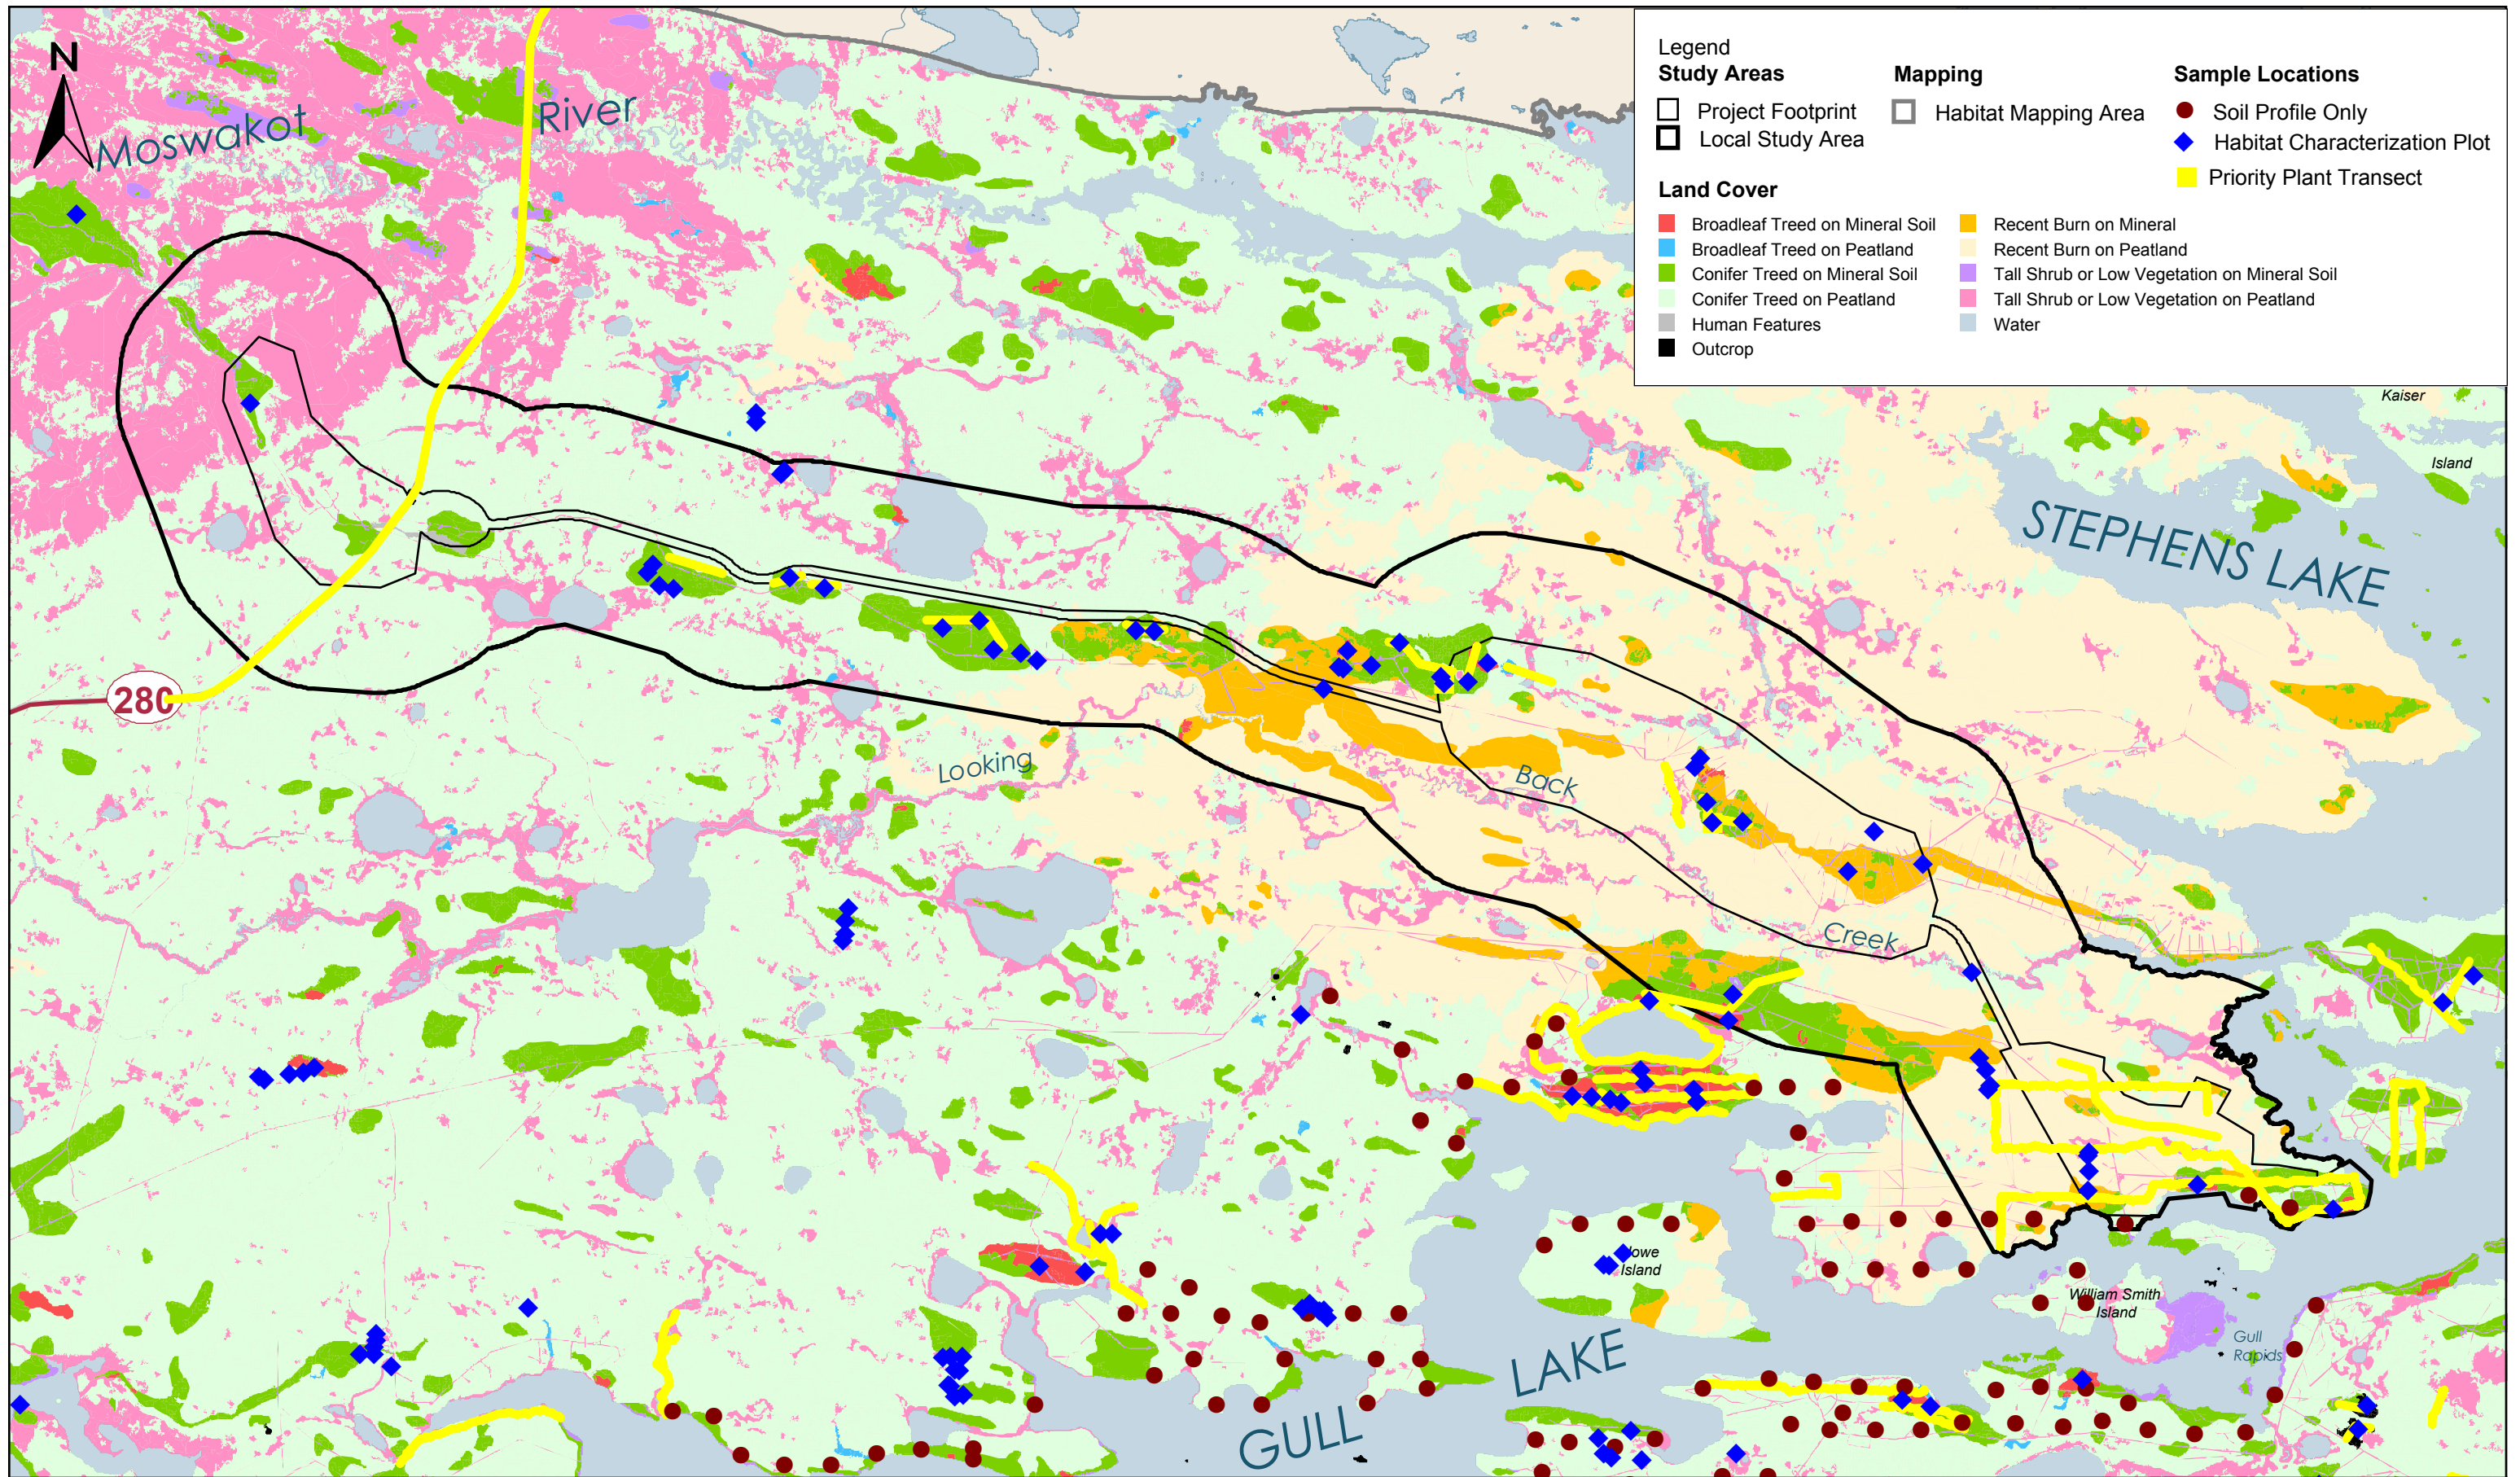 N
Moswakot
River
Legend
Study Areas
Project Footprint
Local Study Area
Mapping
Habitat Mapping Area
Sample Locations
Soil Profile Only
Habitat Characterization Plot
Priority Plant Transect
Land Cover
Broadleaf Treed on Mineral Soil
Broadleaf Treed on Peatland
Conifer Treed on Mineral Soil
Conifer Treed on Peatland
Human Features
Outcrop
Recent Burn on Mineral
Recent Burn on Peatland
Tall Shrub or Low Vegetation on Mineral Soil
Tall Shrub or Low Vegetation on Peatland
Water
Kaiser
Island
STEPHENS LAKE
280
Looking
Back
Creek
Island
William Smith
Island
Gull
Rapids
LAKE
GULL